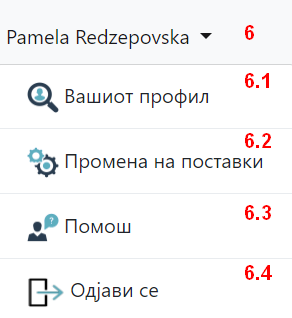 Pamela Redzepovska 6
6.1
Вашиот профил
6.2
Промена на поставки
6.3
Помош
6.4
Одјави се